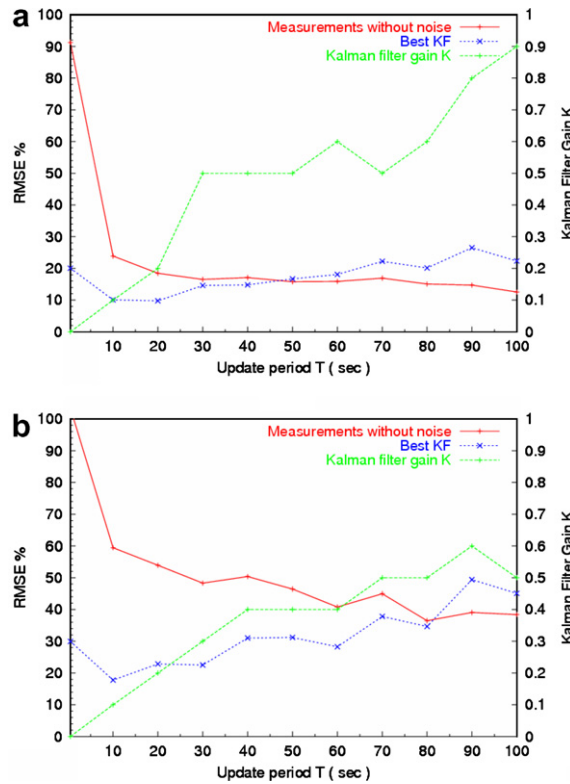 a
Measurements without noise
Best KF
Kalman filter gain K
100
90
80
70
60
50
40
30
20
10
0
RMSE %
1
0.9
0.8
0.7
0.6
0.5
0.4
0.3
0.2
0.1
0
Kalman Filter Gain K
10 20 30 40 50 60 70 80 90 100
Update period T ( sec )
b
Measurements without noise
Best KF
Kalman filter gain K
100
90
80
70
60
50
40
30
20
10
0
RMSE %
1
0.9
0.8
0.7
0.6
0.5
0.4
0.3
0.2
0.1
0
Kalman Filter Gain K
10 20 30 40 50 60 70 80 90 100
Update period T ( sec )